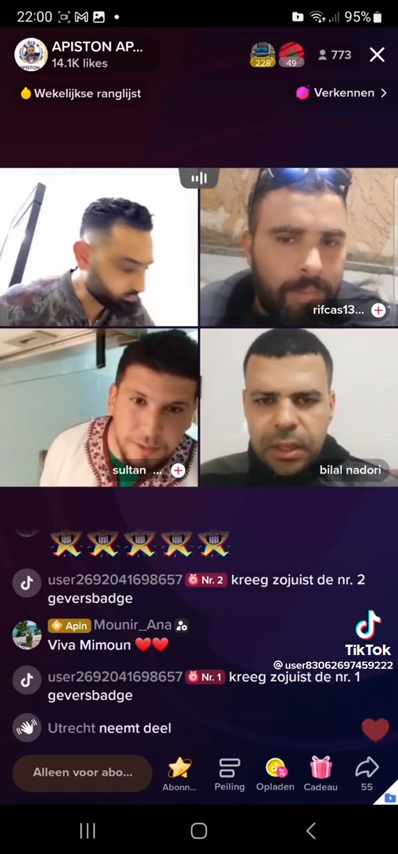 22:00
95%
APISTON AP...
14.1K likes
228
49
773
Wekelijkse ranglijst
Verkennen
rifcas13...
sultan ...
bilal nadori
user2692041698657 Nr. 2 kreeg zojuist de nr. 2
geversbadge
Apin Mounir_Ana
Viva Mimoun
TikTok
@user83062697459222
user2692041698657 Nr. 1 kreeg zojuist de nr. 1
geversbadge
Utrecht neemt deel
Alleen voor abo...
Abonn...
Peiling
Opladen
Cadeau
55